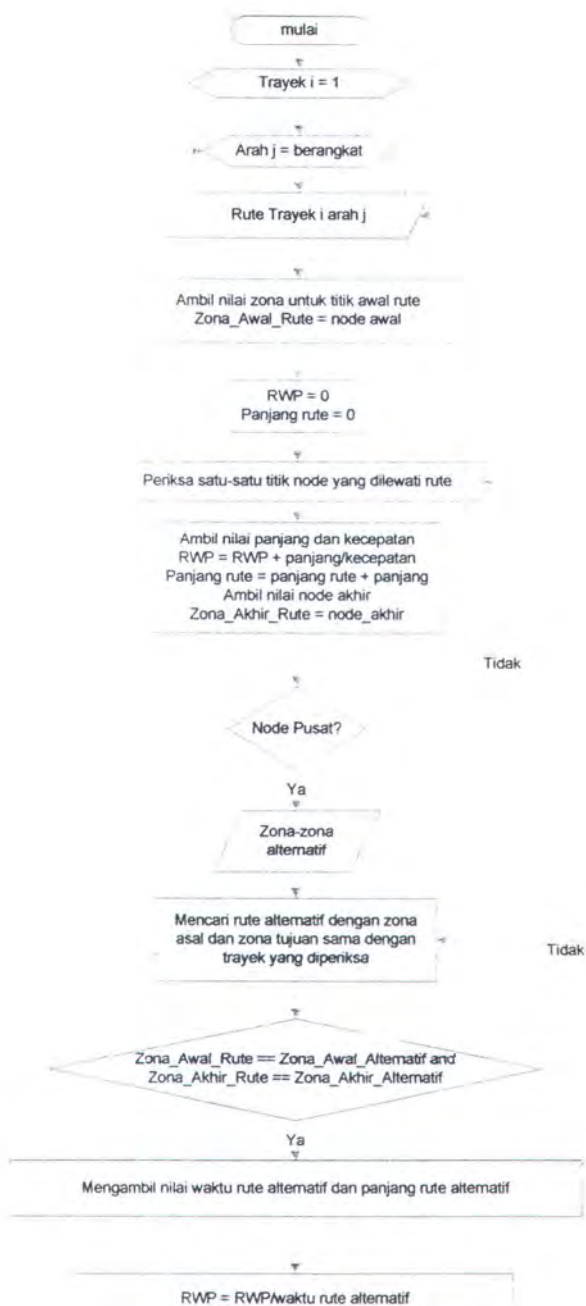 mulai
Trayek i = 1
Arah j = berangkat
Rute Trayek i arah j
Ambil nilai zona untuk titik awal rute
Zona_Awal_Rute = node awal
RWP = 0
Panjang rute = 0
Periksa satu-satu titik node yang dilewati rute
Ambil nilai panjang dan kecepatan
RWP = RWP + panjang/kecepatan
Panjang rute = panjang rute + panjang
Ambil nilai node akhir
Zona_Akhir_Rute = node_akhir
Tidak
Node Pusat?
Ya
Zona-zona
alternatif
Mencari rute alternatif dengan zona
asal dan zona tujuan sama dengan
trayek yang diperiksa
Tidak
Zona_Awal_Rute == Zona_Awal_Alternatif and
Zona_Akhir_Rute == Zona_Akhir_Alternatif
Ya
Mengambil nilai waktu rute alternatif dan panjang rute alternatif
RWP = RWP/waktu rute alternatif